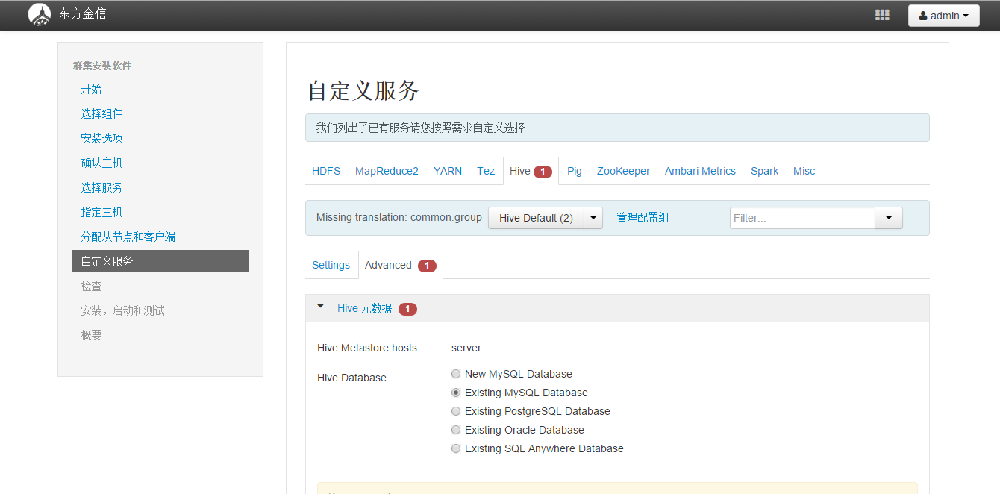 东方金信
admin
群集安装软件
开始
选择组件
安装选项
确认主机
选择服务
指定主机
分配从节点和客户端
自定义服务
检查
安装，启动和测试
概要
自定义服务
我们列出了已有服务请您按照需求自定义选择.
HDFS MapReduce2 YARN Tez Hive 1 Pig ZooKeeper Ambari Metrics Spark Misc
Missing translation: common.group Hive Default (2) 管理配置组 Filter...
Settings Advanced 1
Hive 元数据 1
Hive Metastore hosts server
Hive Database
New MySQL Database
Existing MySQL Database
Existing PostgreSQL Database
Existing Oracle Database
Existing SQL Anywhere Database